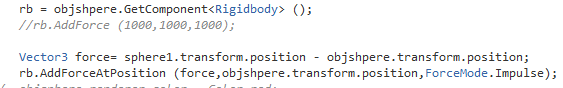 rb = objshpere.GetComponent<Rigidbody> ();
//rb.AddForce (1000,1000,1000);
Vector3 force= sphere1.transform.position - objshpere.transform.position;
rb.AddForceAtPosition (force,objshpere.transform.position,ForceMode.Impulse);